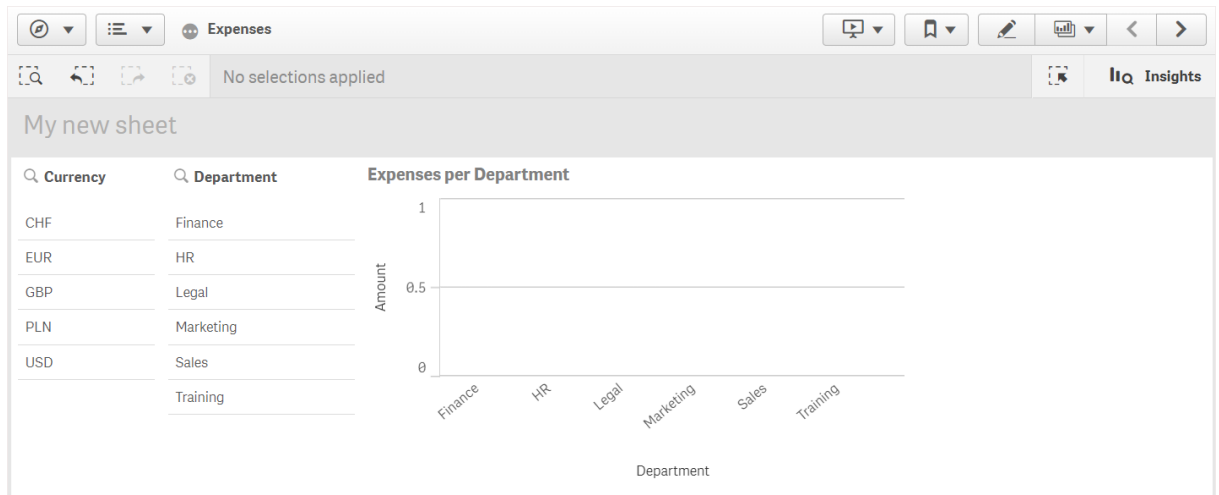 Expenses
No selections applied
Insights
My new sheet
Currency
CHF
EUR
GBP
PLN
USD
Department
Finance
HR
Legal
Marketing
Sales
Training
Expenses per Department
1
0.5
0
Amount
Finance
HR
Legal
Marketing
Sales
Training
Department